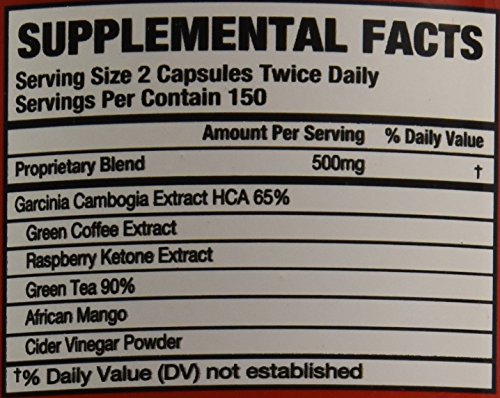 SUPPLEMENTAL FACTS
Serving Size 2 Capsules Twice Daily
Servings Per Contain 150
Amount Per Serving % Daily Value
Proprietary Blend 500mg †
Garcinia Cambogia Extract HCA 65%
Green Coffee Extract
Raspberry Ketone Extract
Green Tea 90%
African Mango
Cider Vinegar Powder
†% Daily Value (DV) not established